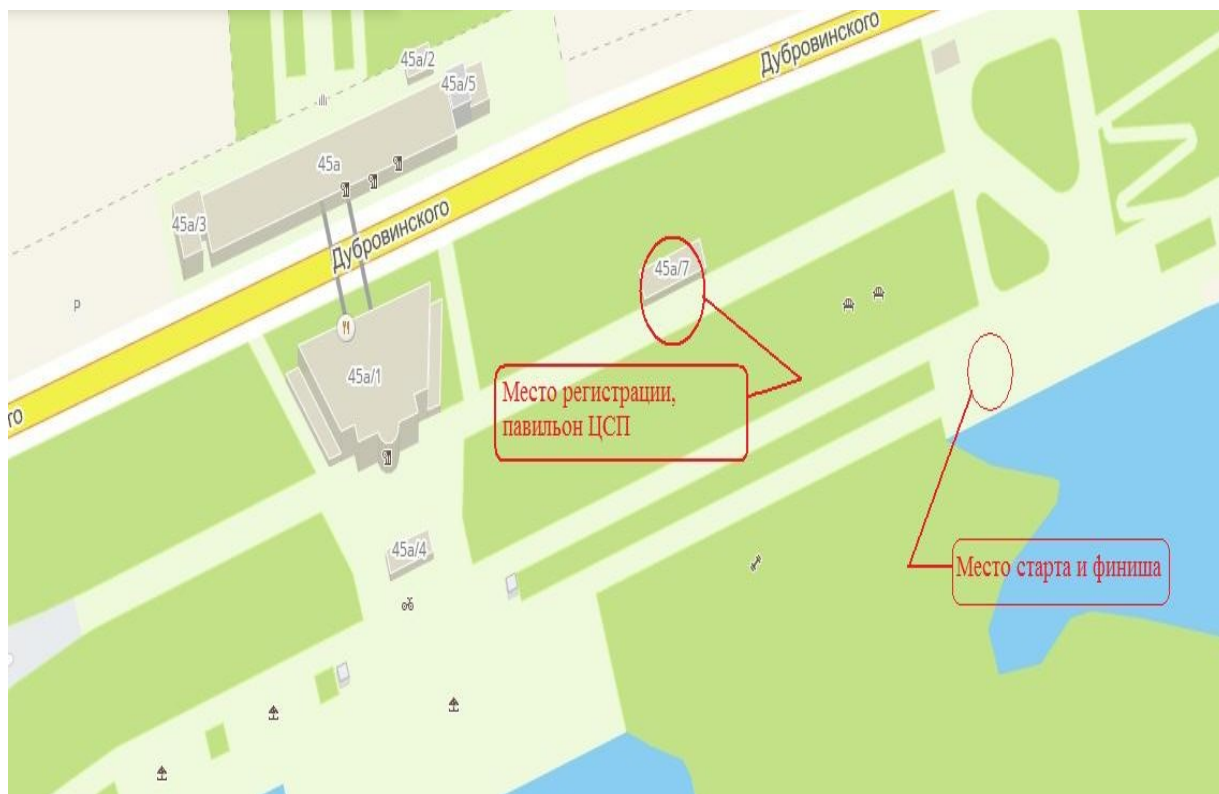 45а/2
45а/5
Дубровинского
45а
45а/3
Дубровинского
45а/7
P
45а/1
Место регистрации,
павильон ЦСП
го
45а/4
Место старта и финиша